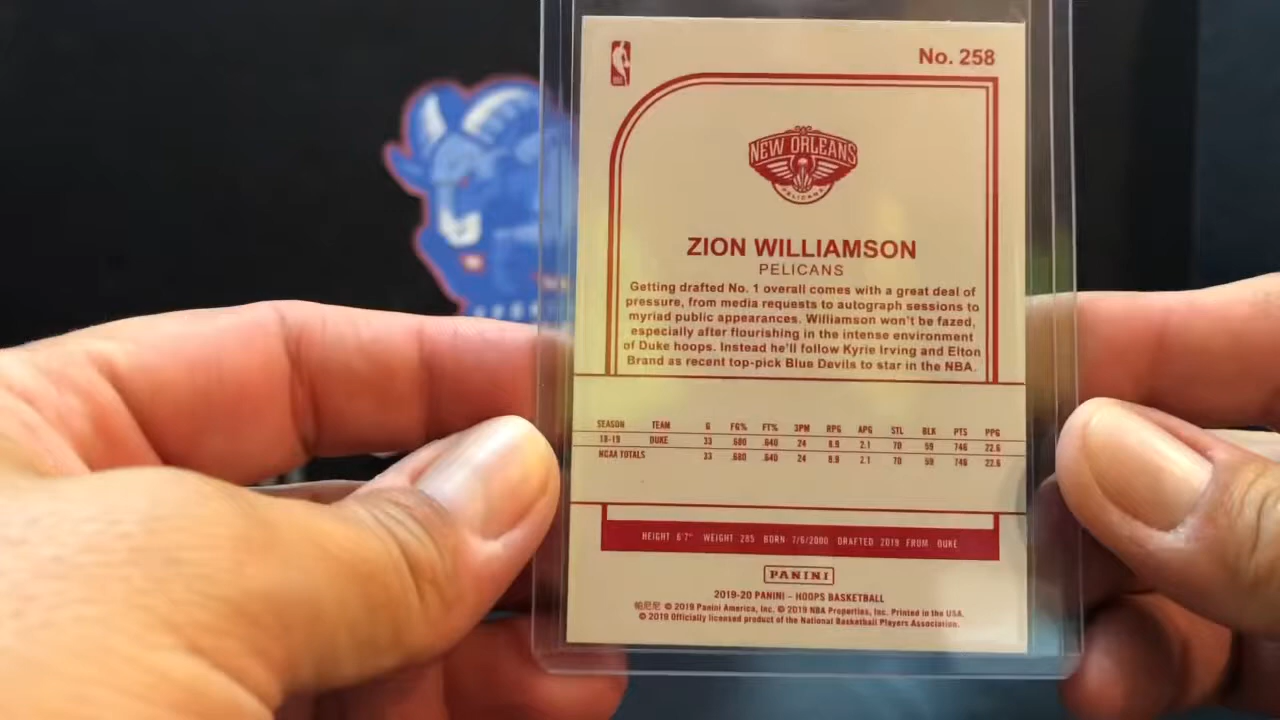 No. 258
NEW ORLEANS
PELICANS
ZION WILLIAMSON
PELICANS
Getting drafted No. 1 overall comes with a great deal of
pressure, from media requests to autograph sessions to
myriad public appearances. Williamson won't be fazed,
especially after flourishing in the intense environment
of Duke hoops. Instead he'll follow Kyrie Irving and Elton
Brand as recent top-pick Blue Devils to star in the NBA.
SEASON TEAM G FG% FT% 3PM RPG APG STL BLK PTS PPG
18-19 DUKE 33 .680 .640 24 8.9 2.1 70 59 746 22.6
NCAA TOTALS 33 .680 .640 24 8.9 2.1 70 59 746 22.6
HEIGHT 6'7" WEIGHT 285 BORN 7/6/2000 DRAFTED 2019 FROM DUKE
PANINI
2019-20 PANINI – HOOPS BASKETBALL
帕尼尼 © 2019 Panini America, Inc. © 2019 NBA Properties, Inc. Printed in the USA.
© 2019 Officially licensed product of the National Basketball Players Association.